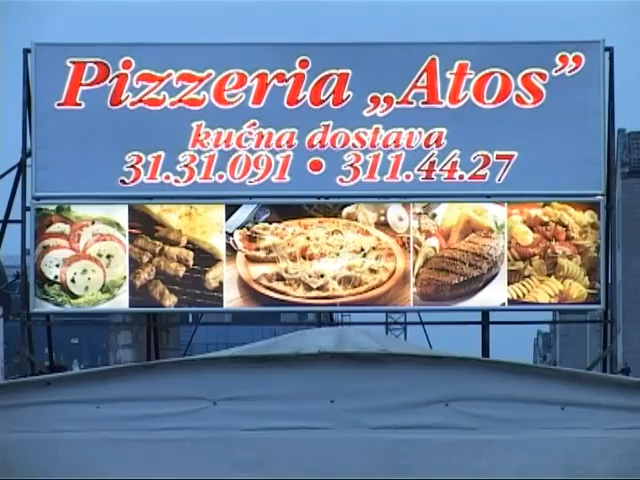 Pizzeria „Atos”
kućna dostava
31.31.091 • 311.44.27